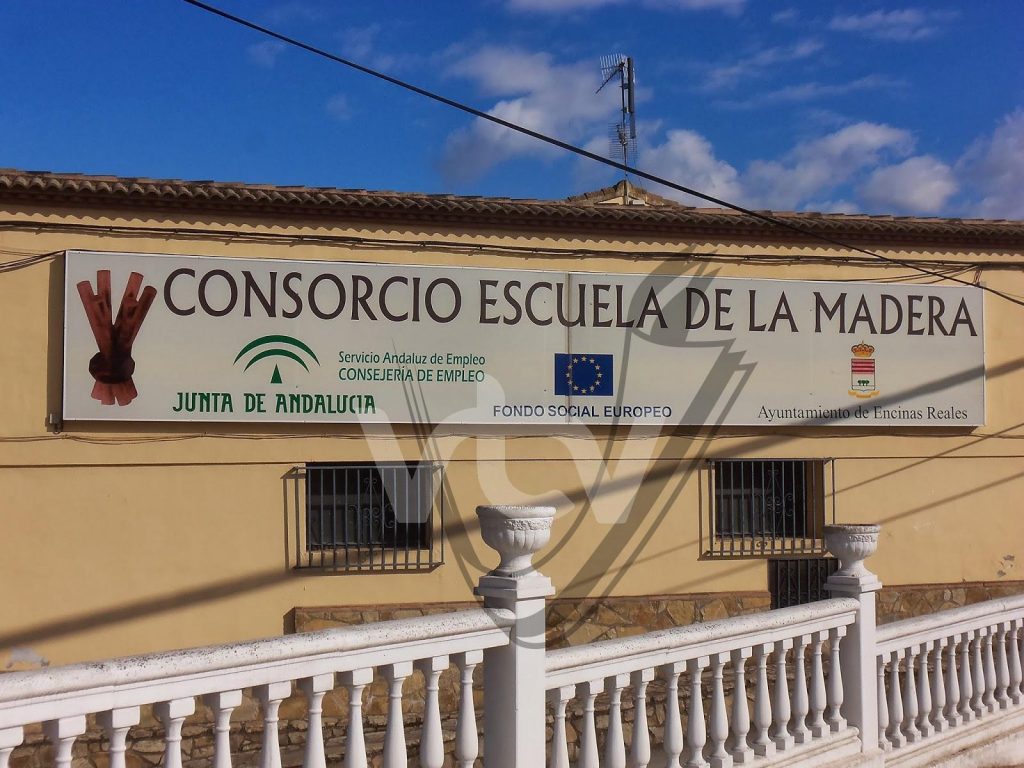 CONSORCIO ESCUELA DE LA MADERA
Servicio Andaluz de Empleo
CONSEJERÍA DE EMPLEO
JUNTA DE ANDALUCIA
FONDO SOCIAL EUROPEO
Ayuntamiento de Encinas Reales
VCV